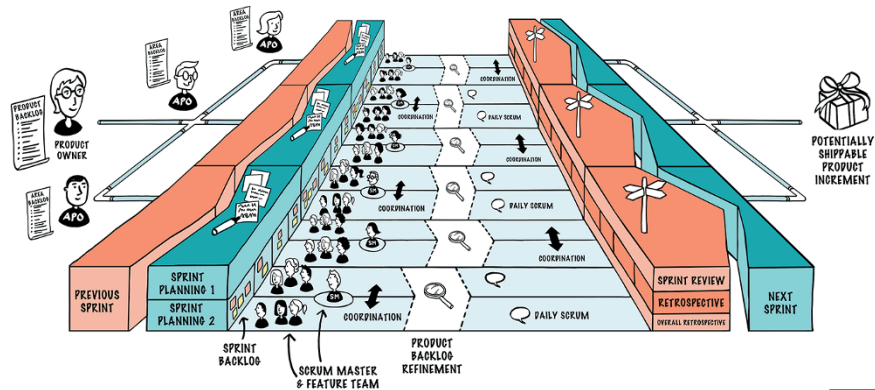 AREA
BACKLOG
APO
AREA
BACKLOG
APO
PRODUCT
BACKLOG
PRODUCT
OWNER
AREA
BACKLOG
APO
COORDINATION
DAILY SCRUM
COORDINATION
COORDINATION
SM
DAILY SCRUM
SM
COORDINATION
PREVIOUS
SPRINT
SPRINT
PLANNING 1
SPRINT
PLANNING 2
SM
COORDINATION
DAILY SCRUM
SPRINT REVIEW
RETROSPECTIVE
OVERALL RETROSPECTIVE
NEXT
SPRINT
POTENTIALLY
SHIPPABLE
PRODUCT
INCREMENT
SPRINT
BACKLOG
SCRUM MASTER
& FEATURE TEAM
PRODUCT
BACKLOG
REFINEMENT